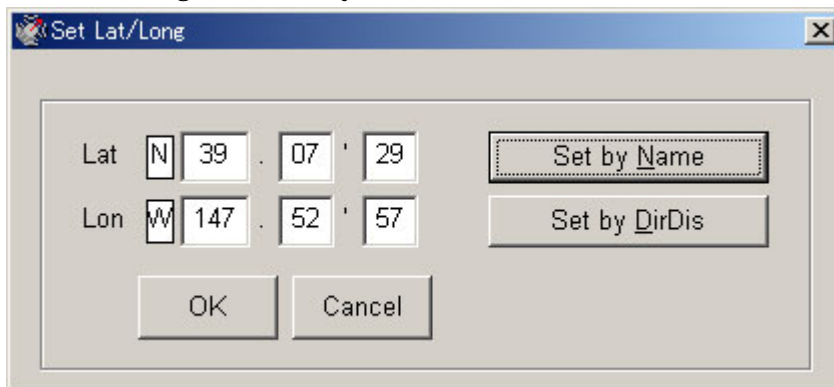 Set Lat/Long
Lat N 39 . 07 ' 29 Set by Name
Lon W 147 . 52 ' 57 Set by DirDis
OK Cancel